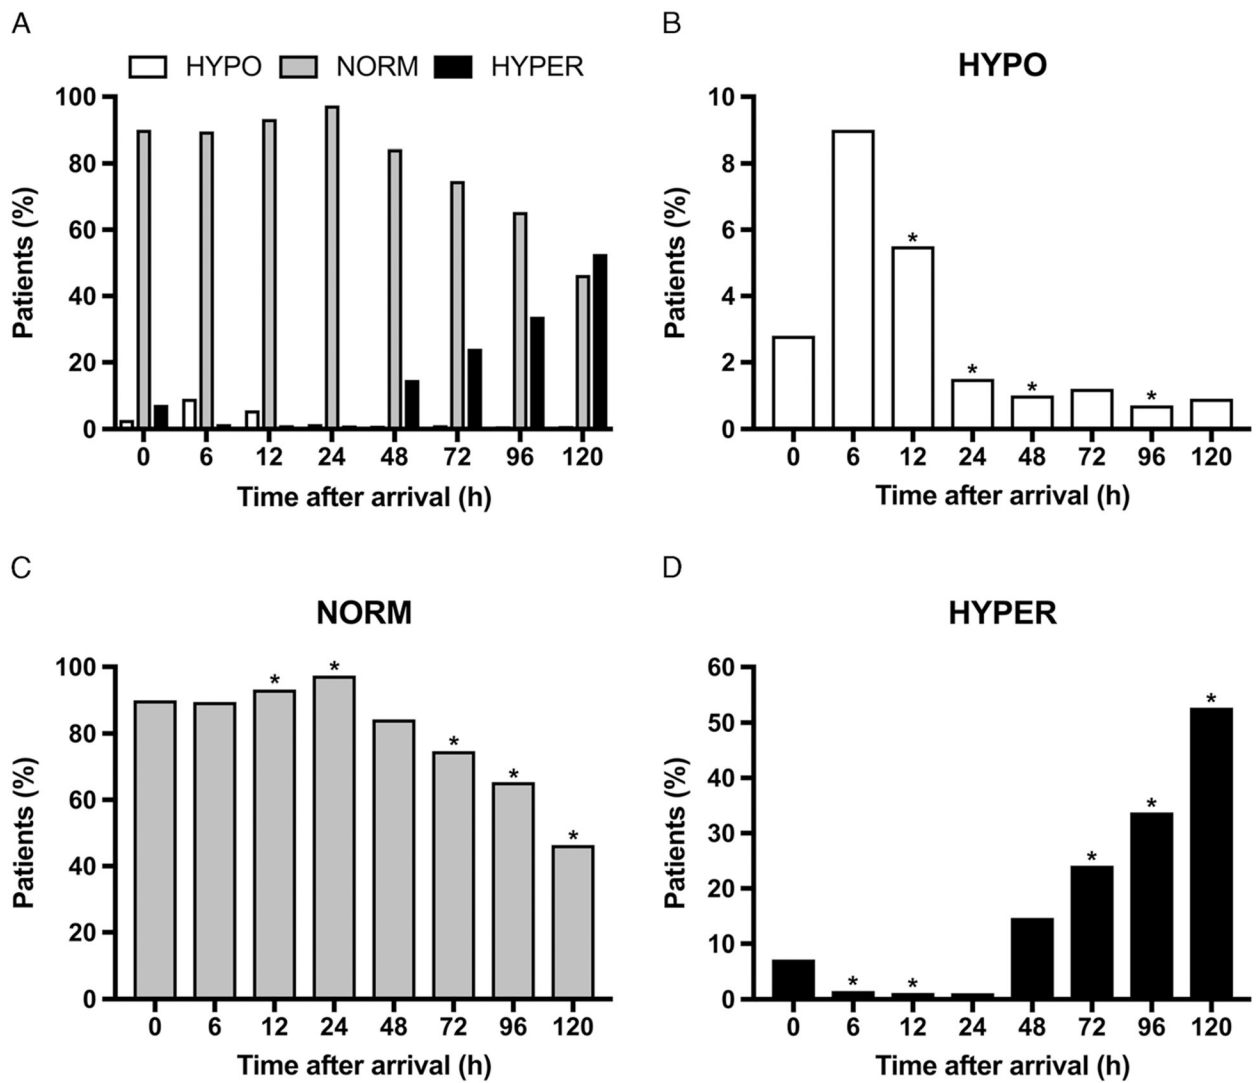 A
HYPO NORM HYPER
100
80
60
40
20
0
Patients (%)
0 6 12 24 48 72 96 120
Time after arrival (h)
B
HYPO
10
8
6
4
2
0
Patients (%)
* * * *
0 6 12 24 48 72 96 120
Time after arrival (h)
C
NORM
100
80
60
40
20
0
Patients (%)
* * * * *
0 6 12 24 48 72 96 120
Time after arrival (h)
D
HYPER
60
50
40
30
20
10
0
Patients (%)
* * * * *
0 6 12 24 48 72 96 120
Time after arrival (h)